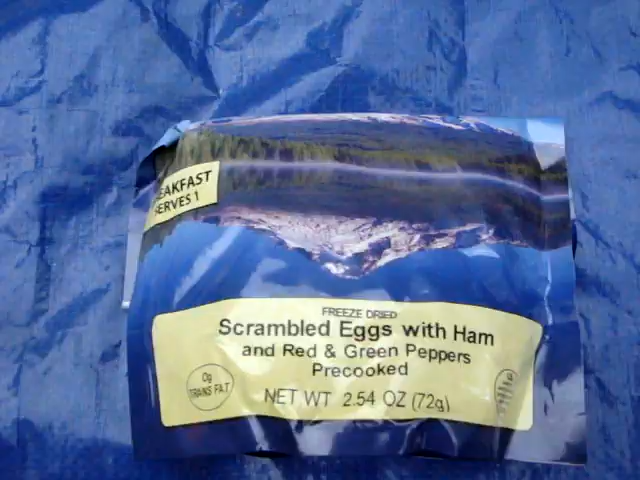 EAKFAST
SERVES 1
FREEZE DRIED
Scrambled Eggs with Ham
and Red & Green Peppers
Precooked
0g
TRANS FAT
NET WT 2.54 OZ (72g)